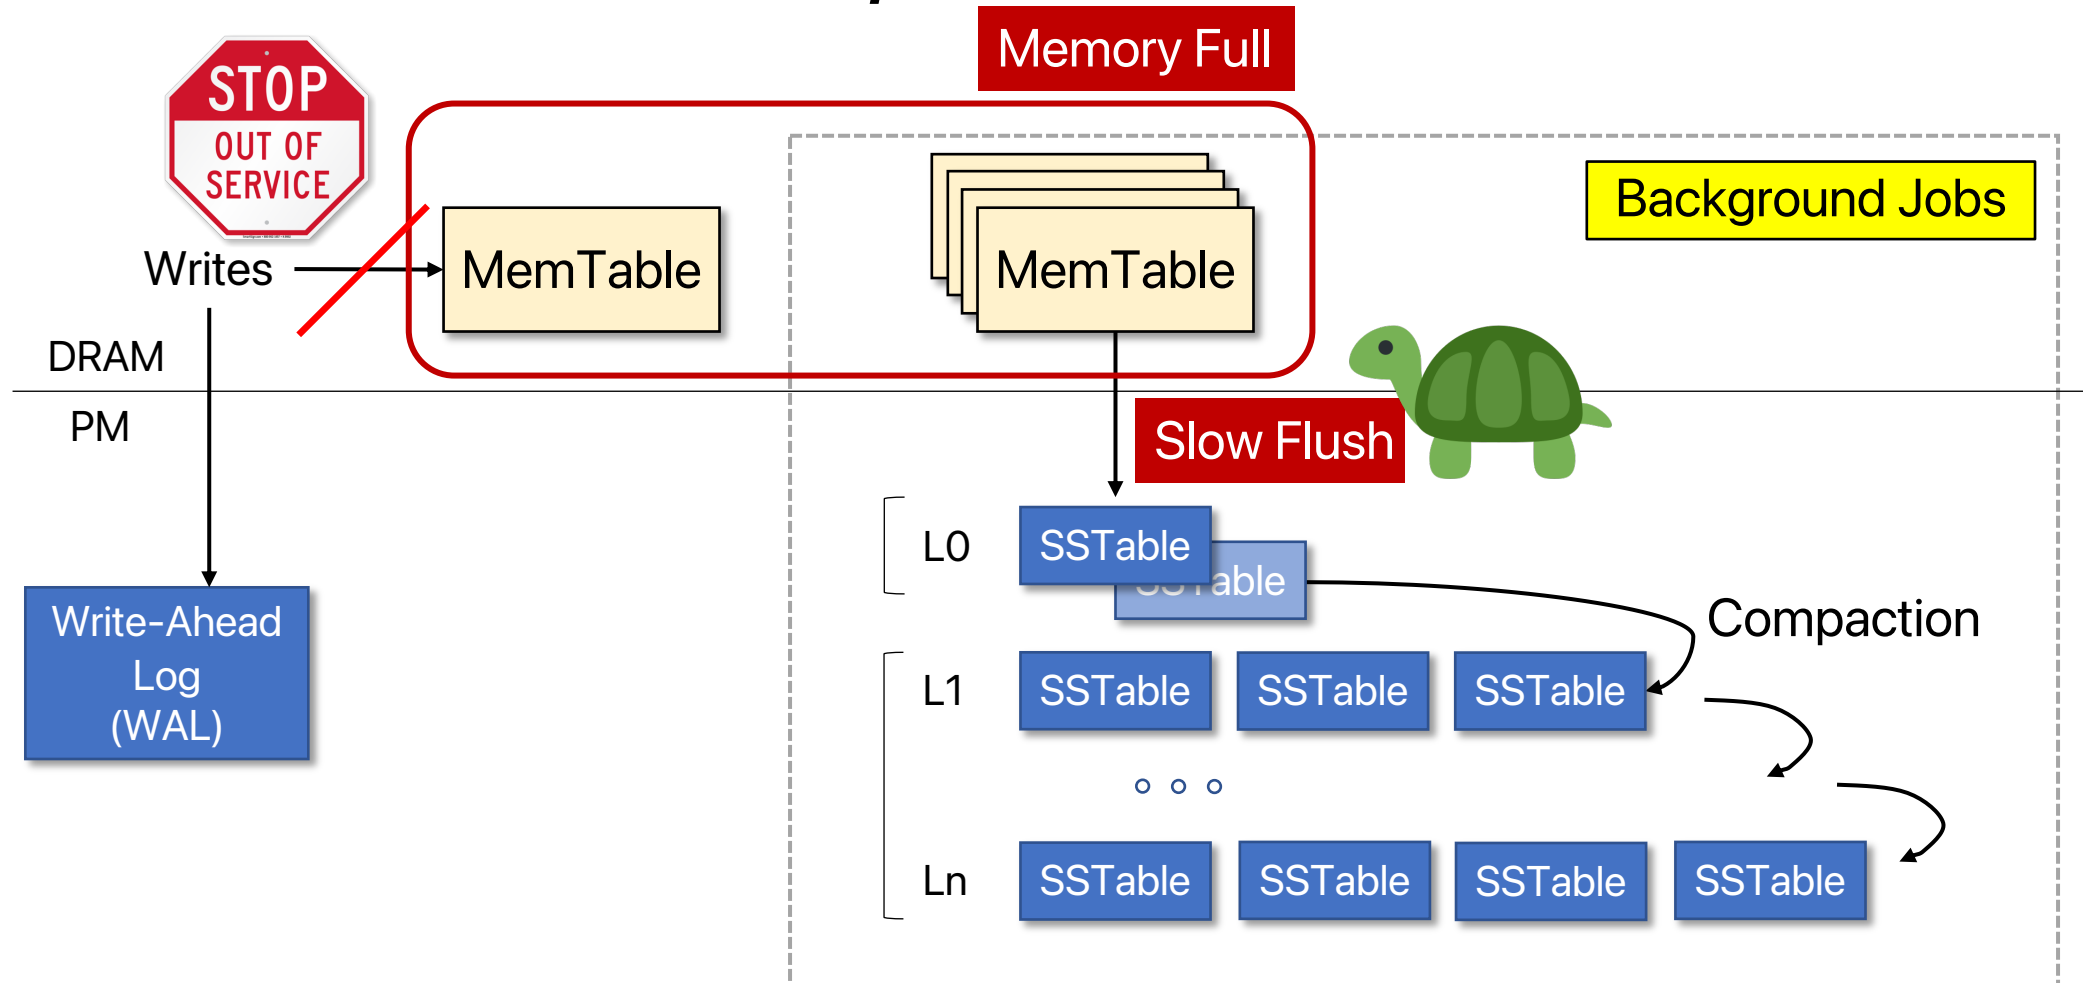 Memory Full
STOP
OUT OF
SERVICE
Background Jobs
Writes
MemTable
MemTable
DRAM
PM
Slow Flush
L0
SSTable
SSTable
Compaction
Write-Ahead
Log
(WAL)
L1
SSTable
SSTable
SSTable
Ln
SSTable
SSTable
SSTable
SSTable